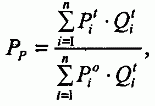 P_P = \frac{\sum_{i=1}^{n} P_i^t \cdot Q_i^t}{\sum_{i=1}^{n} P_i^o \cdot Q_i^t},